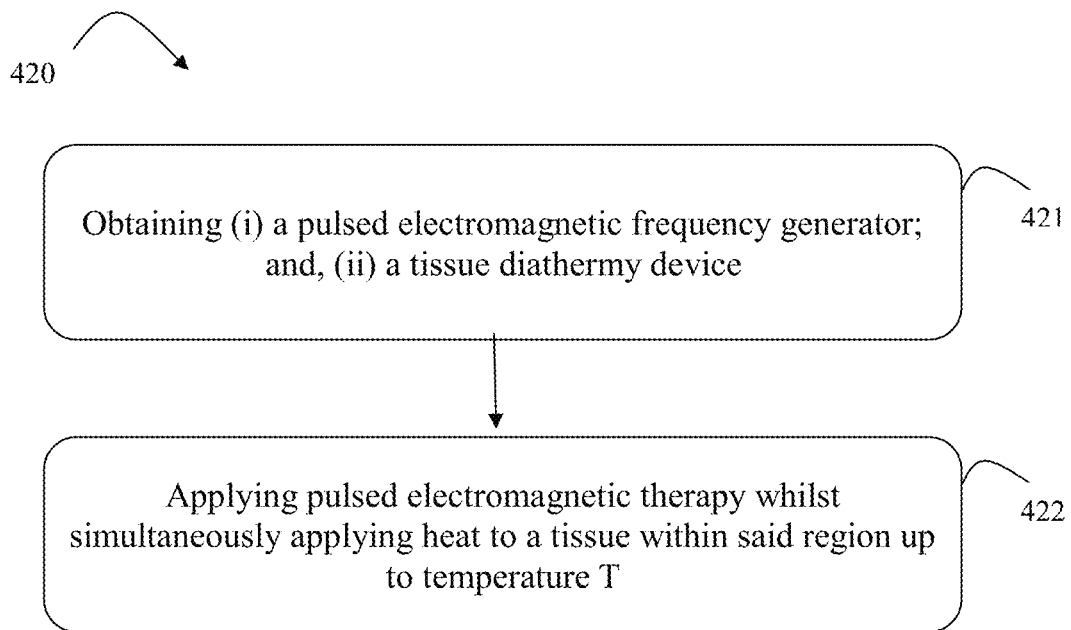 420
Obtaining (i) a pulsed electromagnetic frequency generator;
and, (ii) a tissue diathermy device
421
Applying pulsed electromagnetic therapy whilst
simultaneously applying heat to a tissue within said region up
to temperature T
422